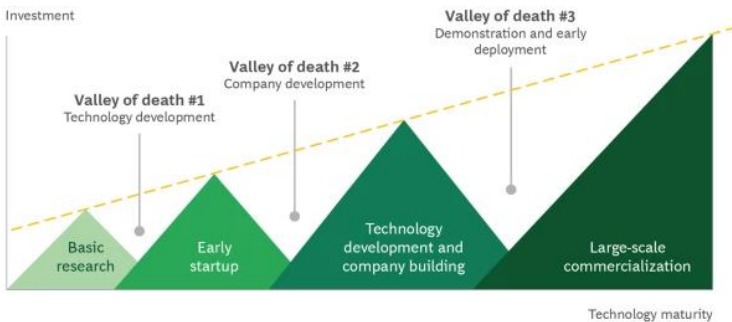 Investment
Valley of death #3
Demonstration and early
deployment
Valley of death #2
Company development
Valley of death #1
Technology development
Basic
research
Early
startup
Technology
development and
company building
Large-scale
commercialization
Technology maturity